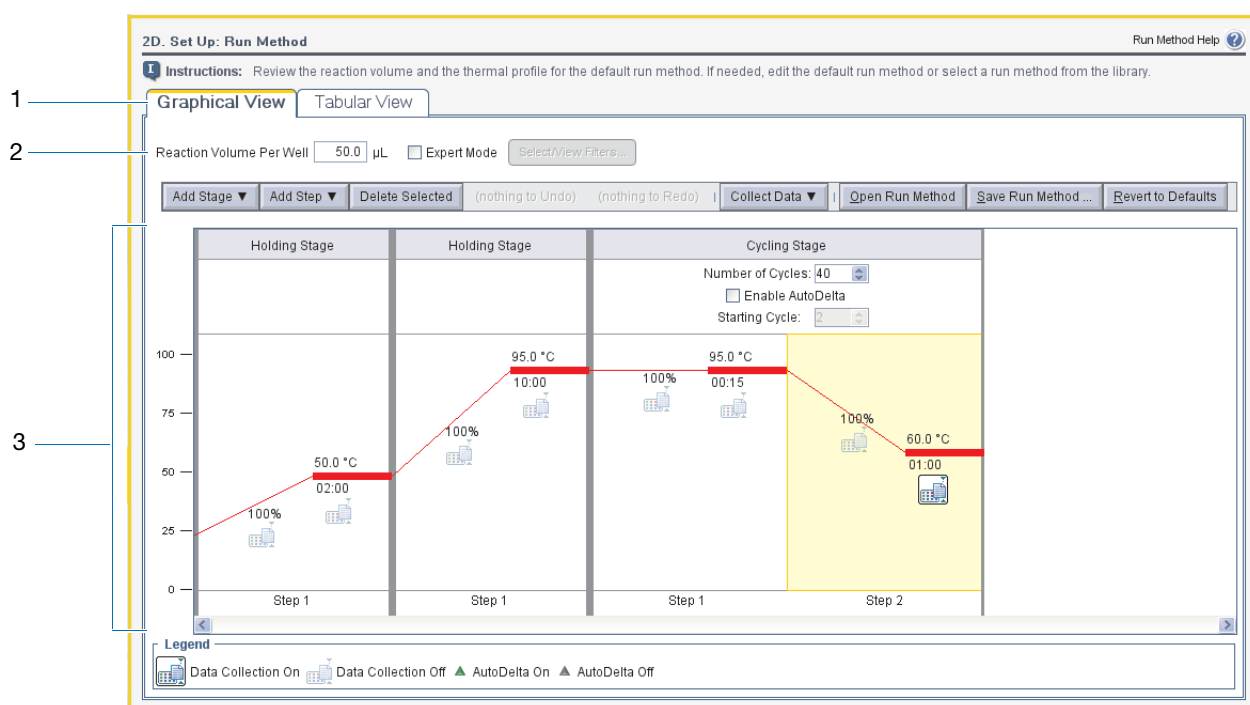 2D. Set Up: Run Method
Run Method Help ?
I Instructions: Review the reaction volume and the thermal profile for the default run method. If needed, edit the default run method or select a run method from the library.
1
Graphical View Tabular View
2
Reaction Volume Per Well 50.0 µL Expert Mode Select/View Filters...
Add Stage ▼ Add Step ▼ Delete Selected (nothing to Undo) (nothing to Redo) Collect Data ▼ Open Run Method Save Run Method ... Revert to Defaults
3
Holding Stage Holding Stage Cycling Stage
Number of Cycles: 40
Enable AutoDelta
Starting Cycle: 2
100
95.0 °C 95.0 °C
100% 10:00 00:15
75
100% 100%
60.0 °C
50 50.0 °C 01:00
02:00
100%
25
0
Step 1 Step 1 Step 1 Step 2
Legend
Data Collection On Data Collection Off AutoDelta On AutoDelta Off